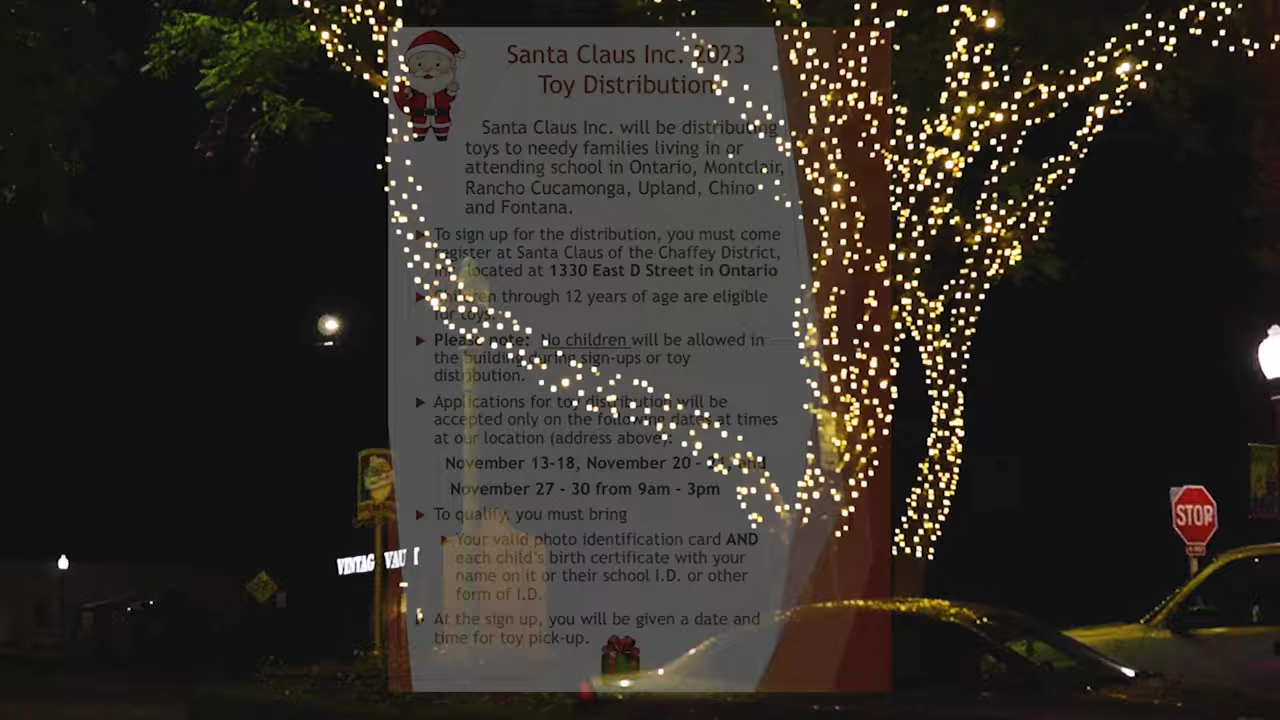 Santa Claus Inc. 2023
Toy Distribution
Santa Claus Inc. will be distributing
toys to needy families living in or
attending school in Ontario, Montclair,
Rancho Cucamonga, Upland, Chino
and Fontana.
To sign up for the distribution, you must come
register at Santa Claus of the Chaffey District,
Inc. located at 1330 East D Street in Ontario
Children through 12 years of age are eligible
for toys.
Please note: No children will be allowed in
the building during sign-ups or toy
distribution.
Applications for toy distribution will be
accepted only on the following dates at times
at our location (address above):
November 13-18, November 20 - 21, and
November 27 - 30 from 9am - 3pm
To qualify, you must bring
Your valid photo identification card AND
each child's birth certificate with your
name on it or their school I.D. or other
form of I.D.
At the sign up, you will be given a date and
time for toy pick-up.
VINTAGE VAULT
STOP